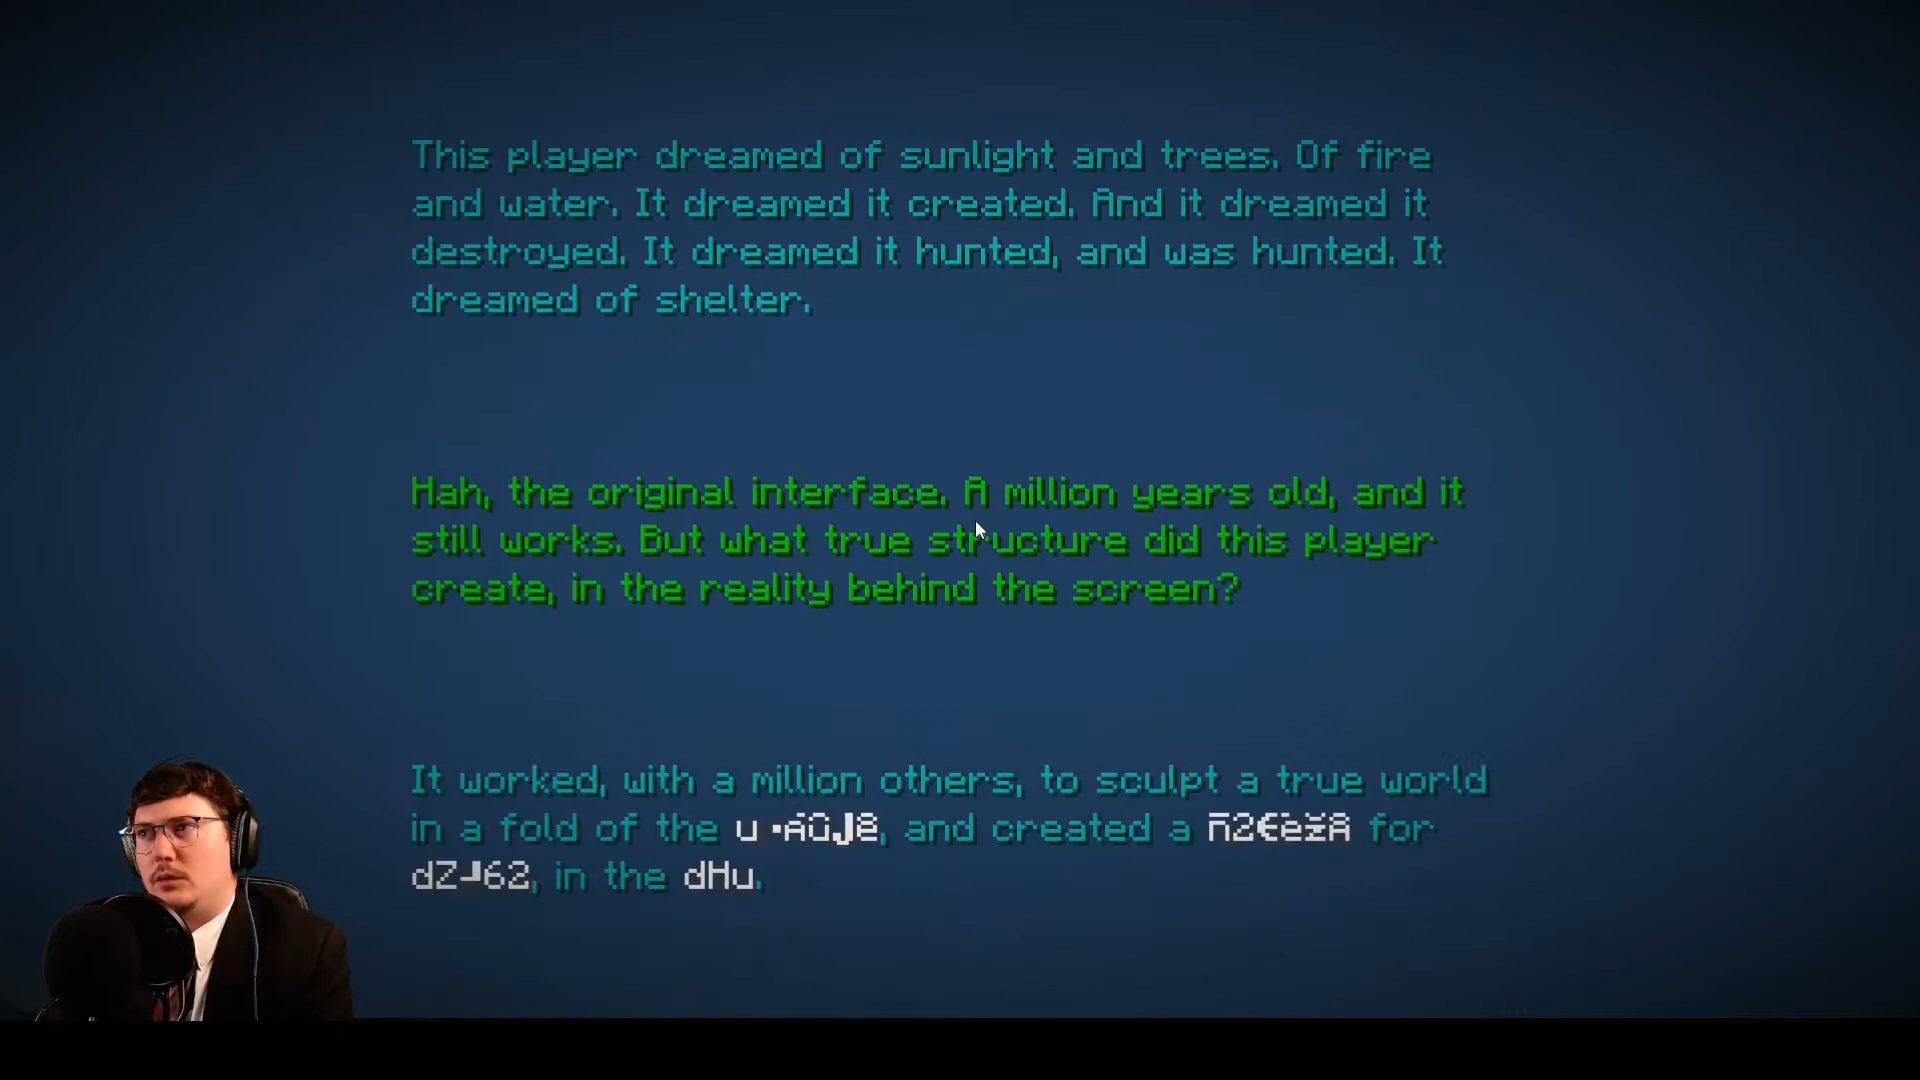 This player dreamed of sunlight and trees. Of fire
and water. It dreamed it created. And it dreamed it
destroyed. It dreamed it hunted, and was hunted. It
dreamed of shelter.
Hah, the original interface. A million years old, and it
still works. But what true structure did this player
create, in the reality behind the screen?
It worked, with a million others, to sculpt a true world
in a fold of the , and created a for
, in the dHu.